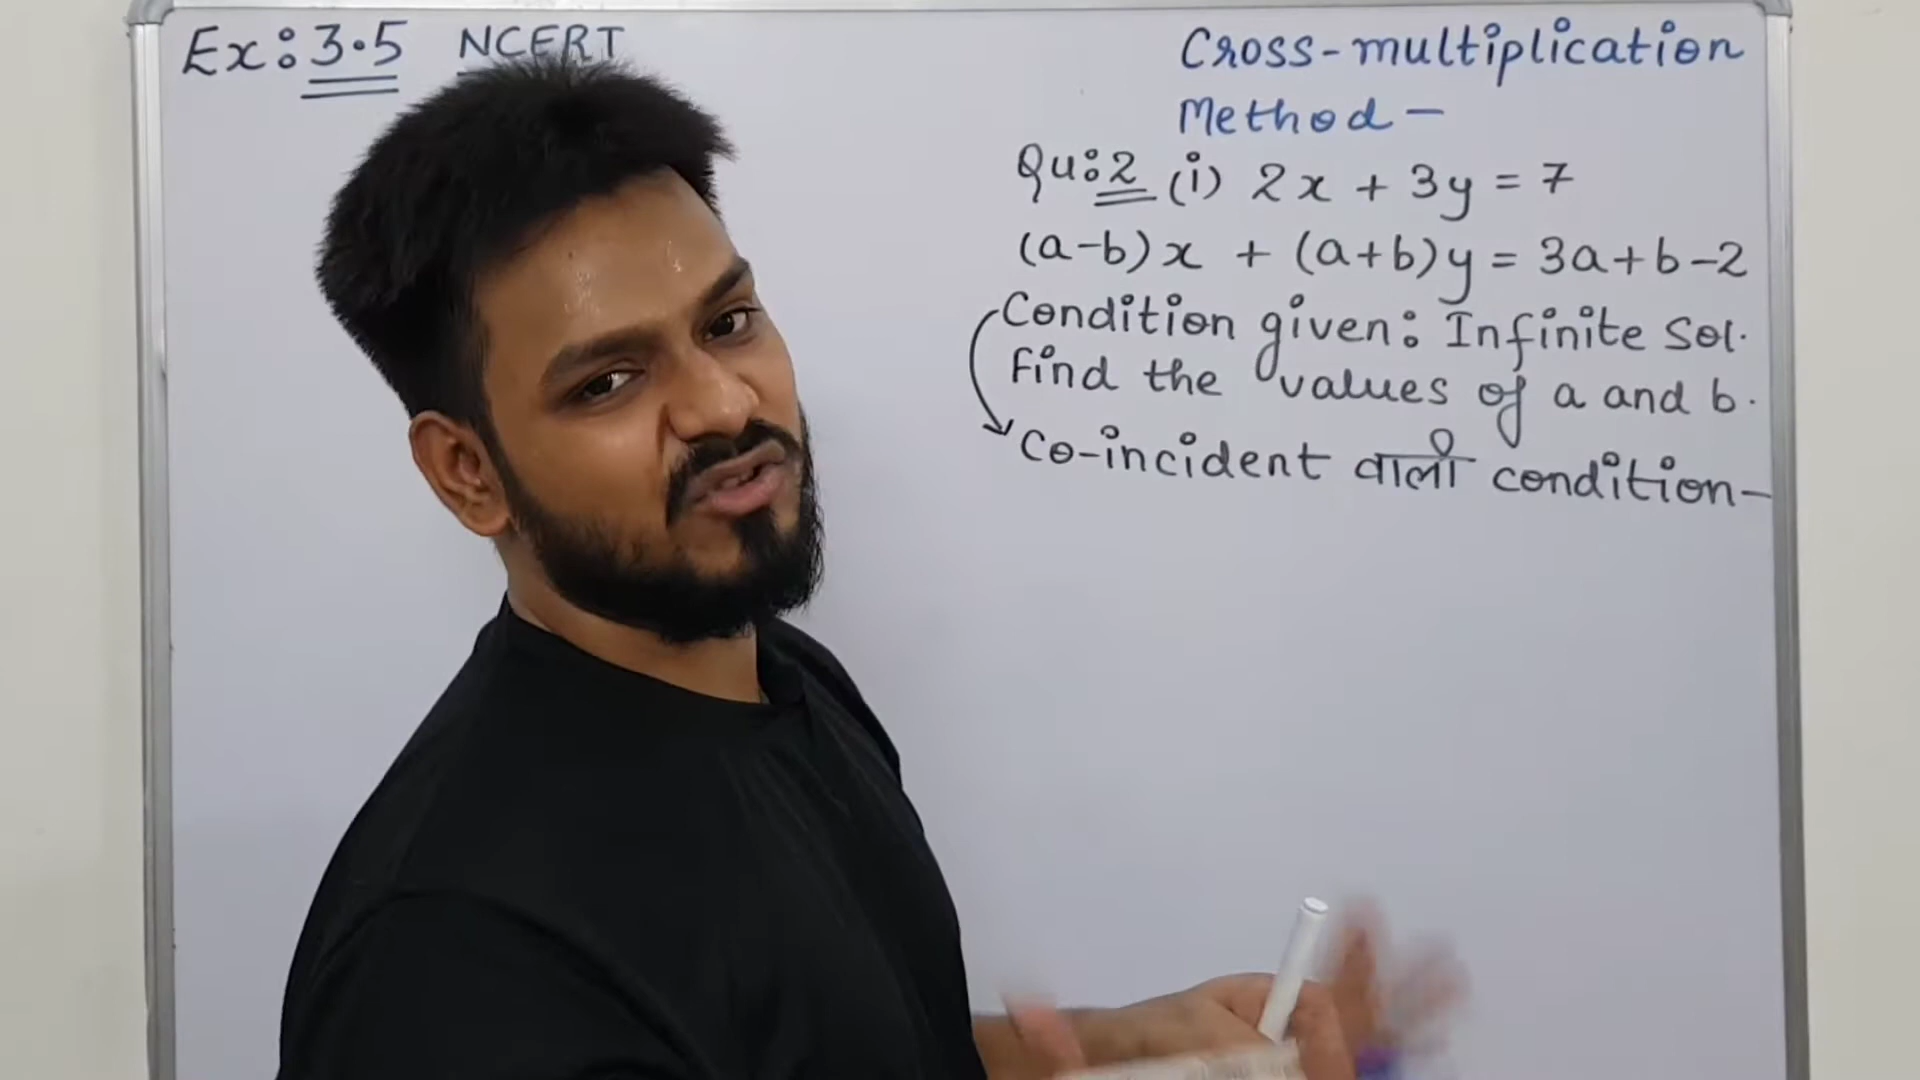 Ex: 3.5 NCERT
Cross-multiplication
Method -
Qu: 2 (i) 2x + 3y = 7
(a-b)x + (a+b)y = 3a+b-2
Condition given: Infinite Sol.
Find the values of a and b.
Co-incident वाली condition-